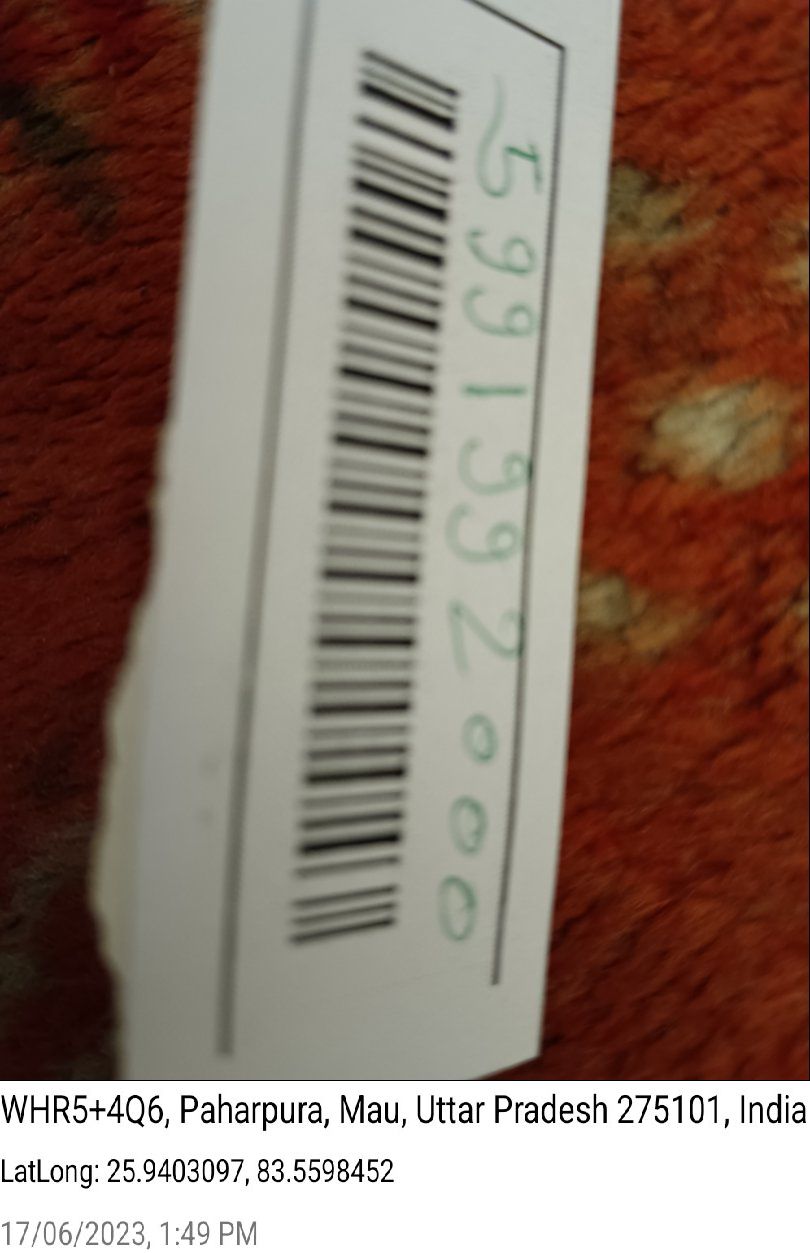 5991992000
WHR5+4Q6, Paharpura, Mau, Uttar Pradesh 275101, India
LatLong: 25.9403097, 83.5598452
17/06/2023, 1:49 PM